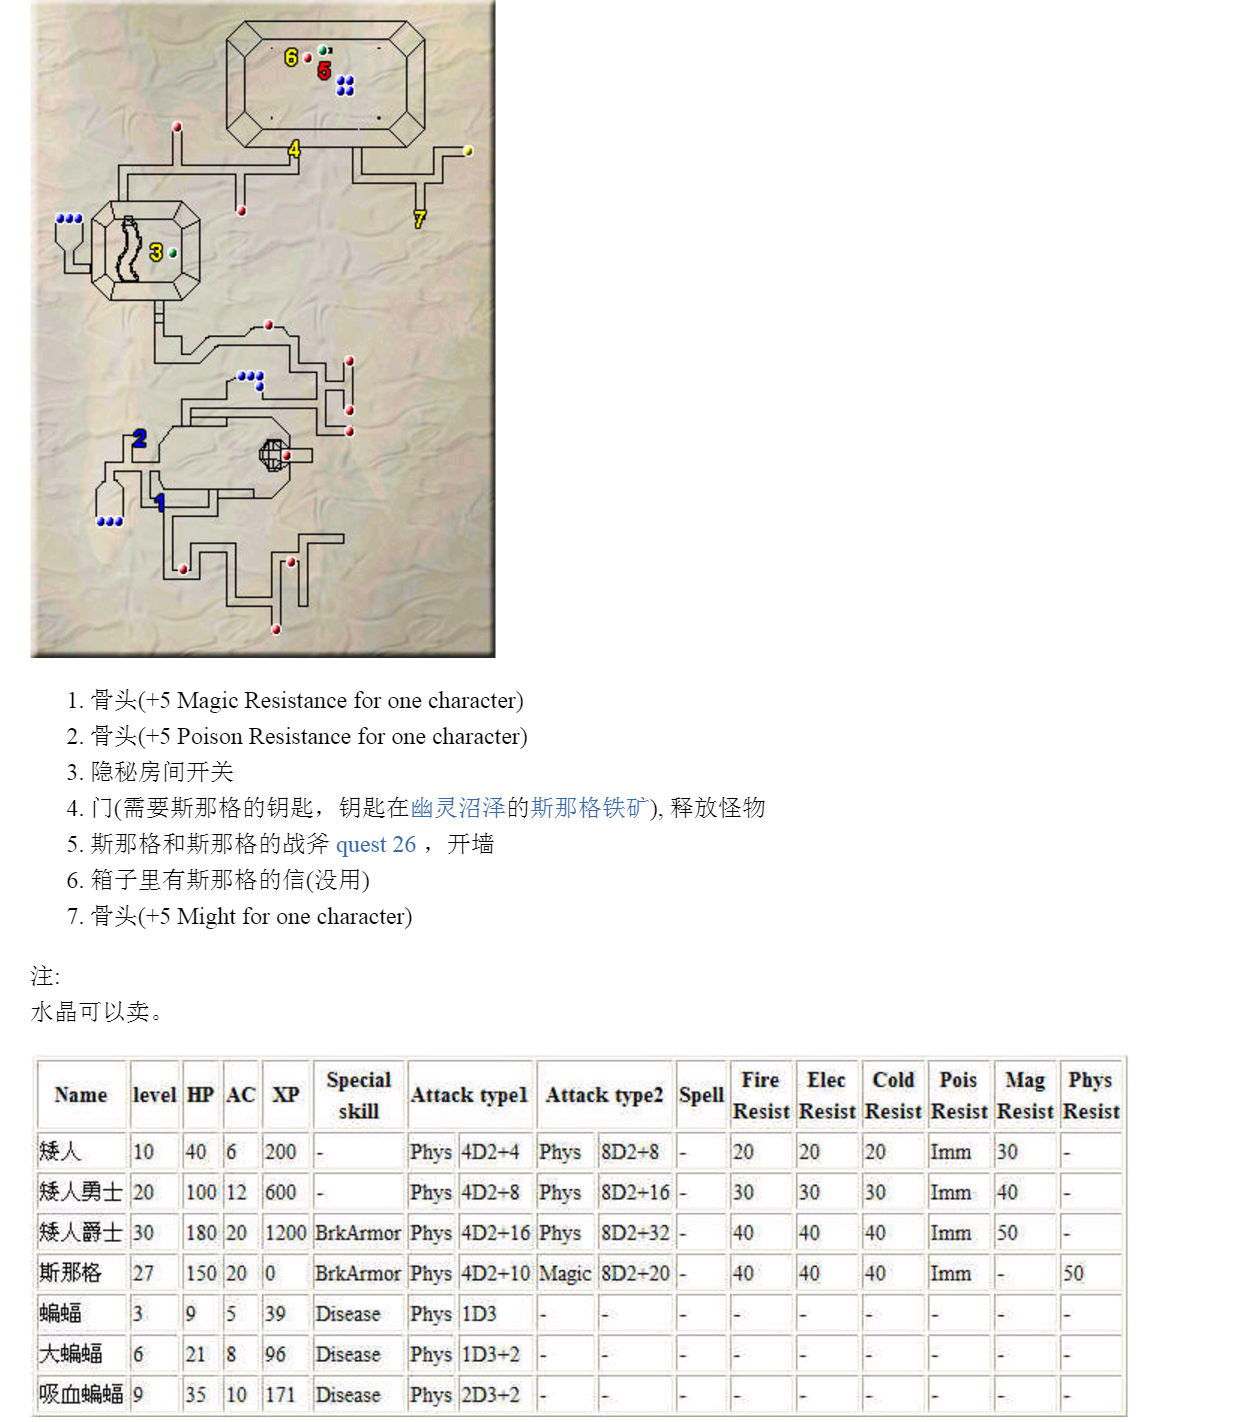 6
5
4
7
3
2
1
1. 骨头(+5 Magic Resistance for one character)
2. 骨头(+5 Poison Resistance for one character)
3. 隐秘房间开关
4. 门(需要斯那格的钥匙，钥匙在幽灵沼泽的斯那格铁矿), 释放怪物
5. 斯那格和斯那格的战斧 quest 26 ，开墙
6. 箱子里有斯那格的信(没用)
7. 骨头(+5 Might for one character)
注:
水晶可以卖。
Name level HP AC XP Special skill Attack type1 Attack type2 Spell Fire Resist Elec Resist Cold Resist Pois Resist Mag Resist Phys Resist
矮人 10 40 6 200 - Phys 4D2+4 Phys 8D2+8 - 20 20 20 Imm 30 -
矮人勇士 20 100 12 600 - Phys 4D2+8 Phys 8D2+16 - 30 30 30 Imm 40 -
矮人爵士 30 180 20 1200 BrkArmor Phys 4D2+16 Phys 8D2+32 - 40 40 40 Imm 50 -
斯那格 27 150 20 0 BrkArmor Phys 4D2+10 Magic 8D2+20 - 40 40 40 Imm - 50
蝙蝠 3 9 5 39 Disease Phys 1D3 - - - - - - - - -
大蝙蝠 6 21 8 96 Disease Phys 1D3+2 - - - - - - - - -
吸血蝙蝠 9 35 10 171 Disease Phys 2D3+2 - - - - - - - - -